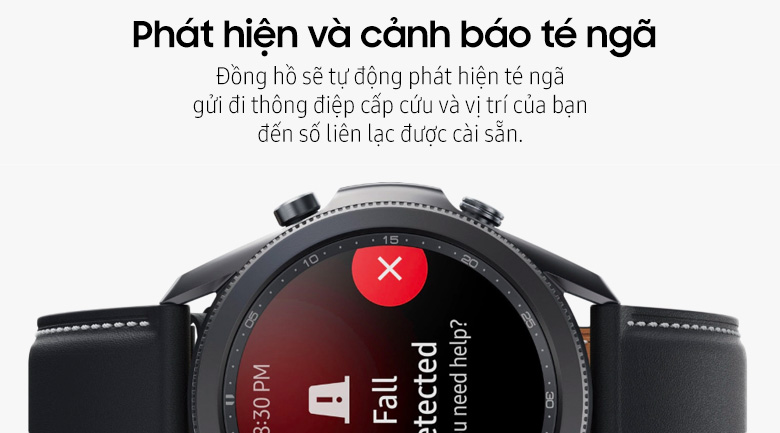 Phát hiện và cảnh báo té ngã
Đồng hồ sẽ tự động phát hiện té ngã
gửi đi thông điệp cấp cứu và vị trí của bạn
đến số liên lạc được cài sẵn.
05
10
15
20
25
30
:30 PM
Fall
etected
u need help?